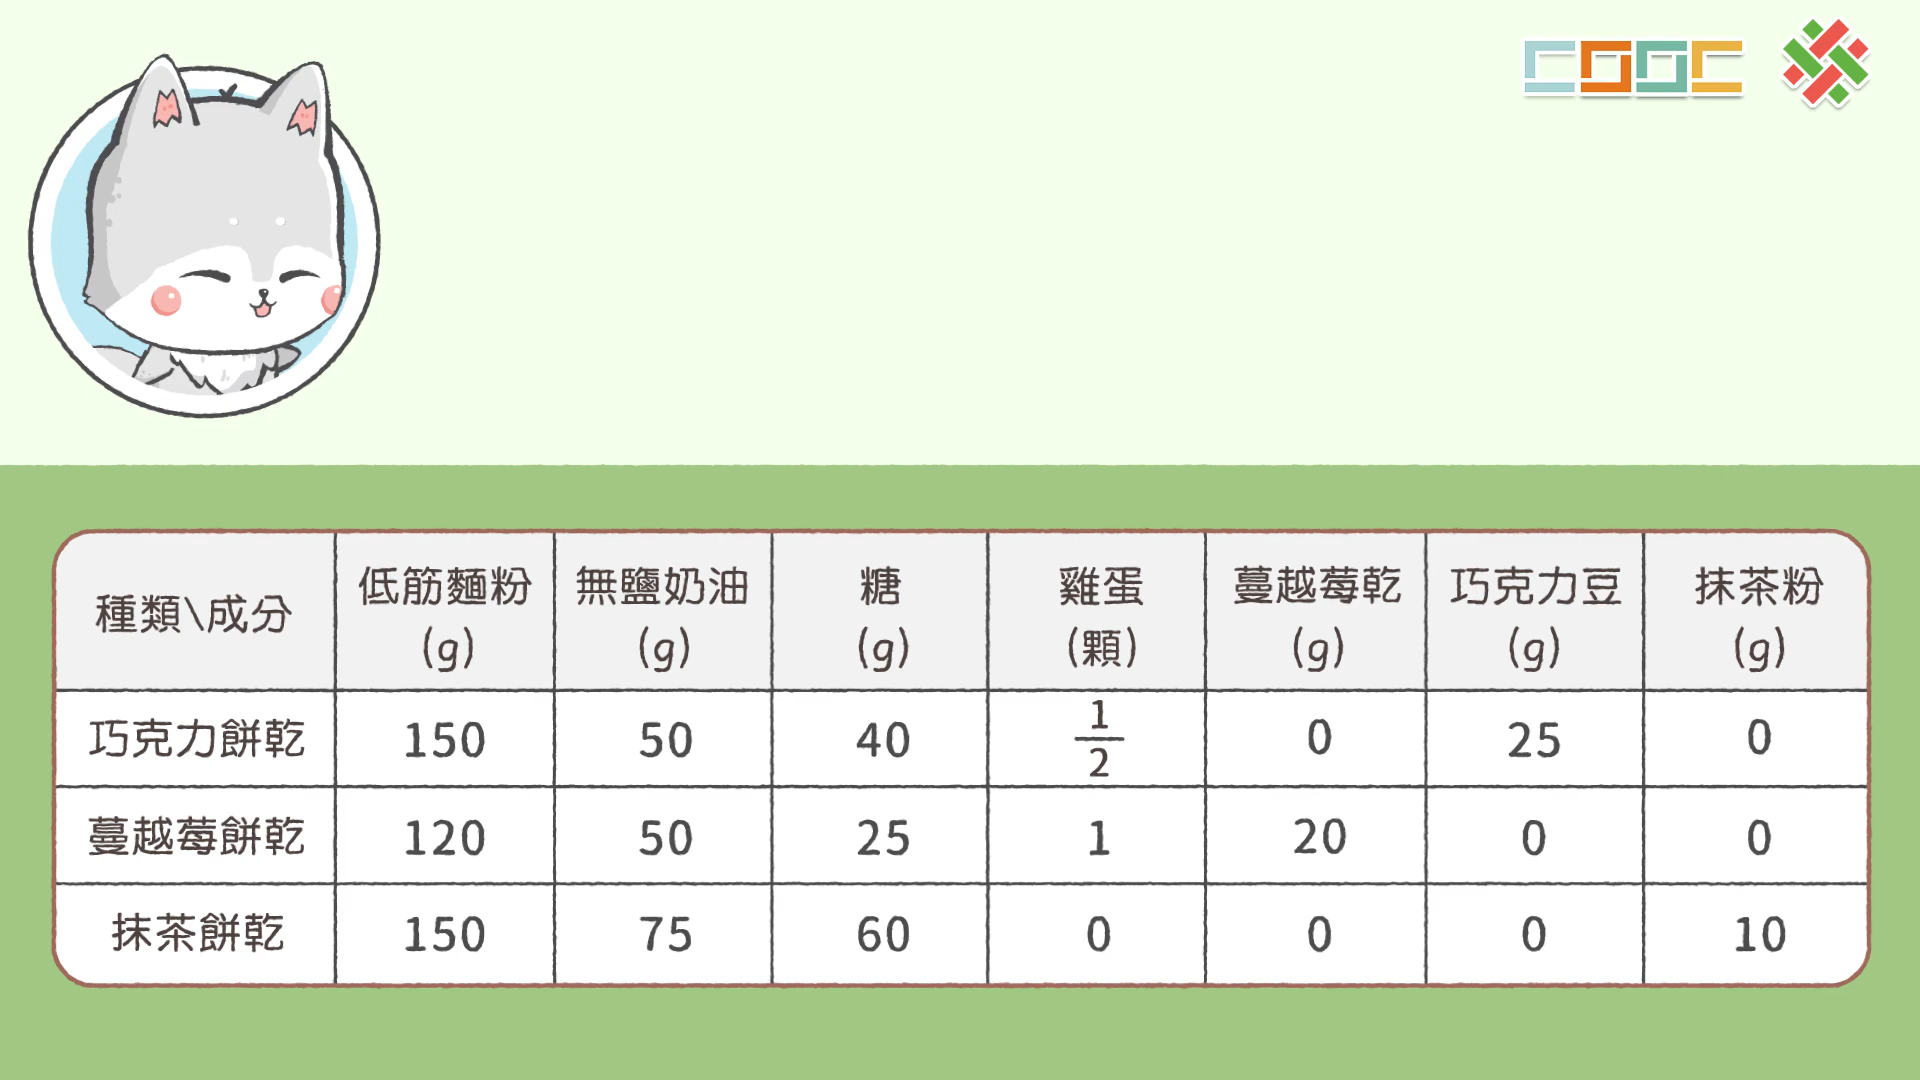 COOC
種類\成分 低筋麵粉(g) 無鹽奶油(g) 糖(g) 雞蛋(顆) 蔓越莓乾(g) 巧克力豆(g) 抹茶粉(g)
巧克力餅乾 150 50 40 1/2 0 25 0
蔓越莓餅乾 120 50 25 1 20 0 0
抹茶餅乾 150 75 60 0 0 0 10